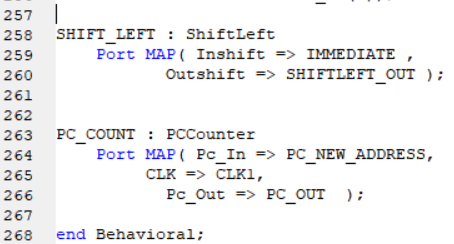 257
258 SHIFT_LEFT : ShiftLeft
259 Port MAP( Inshift => IMMEDIATE ,
260 Outshift => SHIFTLEFT_OUT );
261
262
263 PC_COUNT : PCCounter
264 Port MAP( Pc_In => PC_NEW_ADDRESS,
265 CLK => CLK1,
266 Pc_Out => PC_OUT );
267
268 end Behavioral;